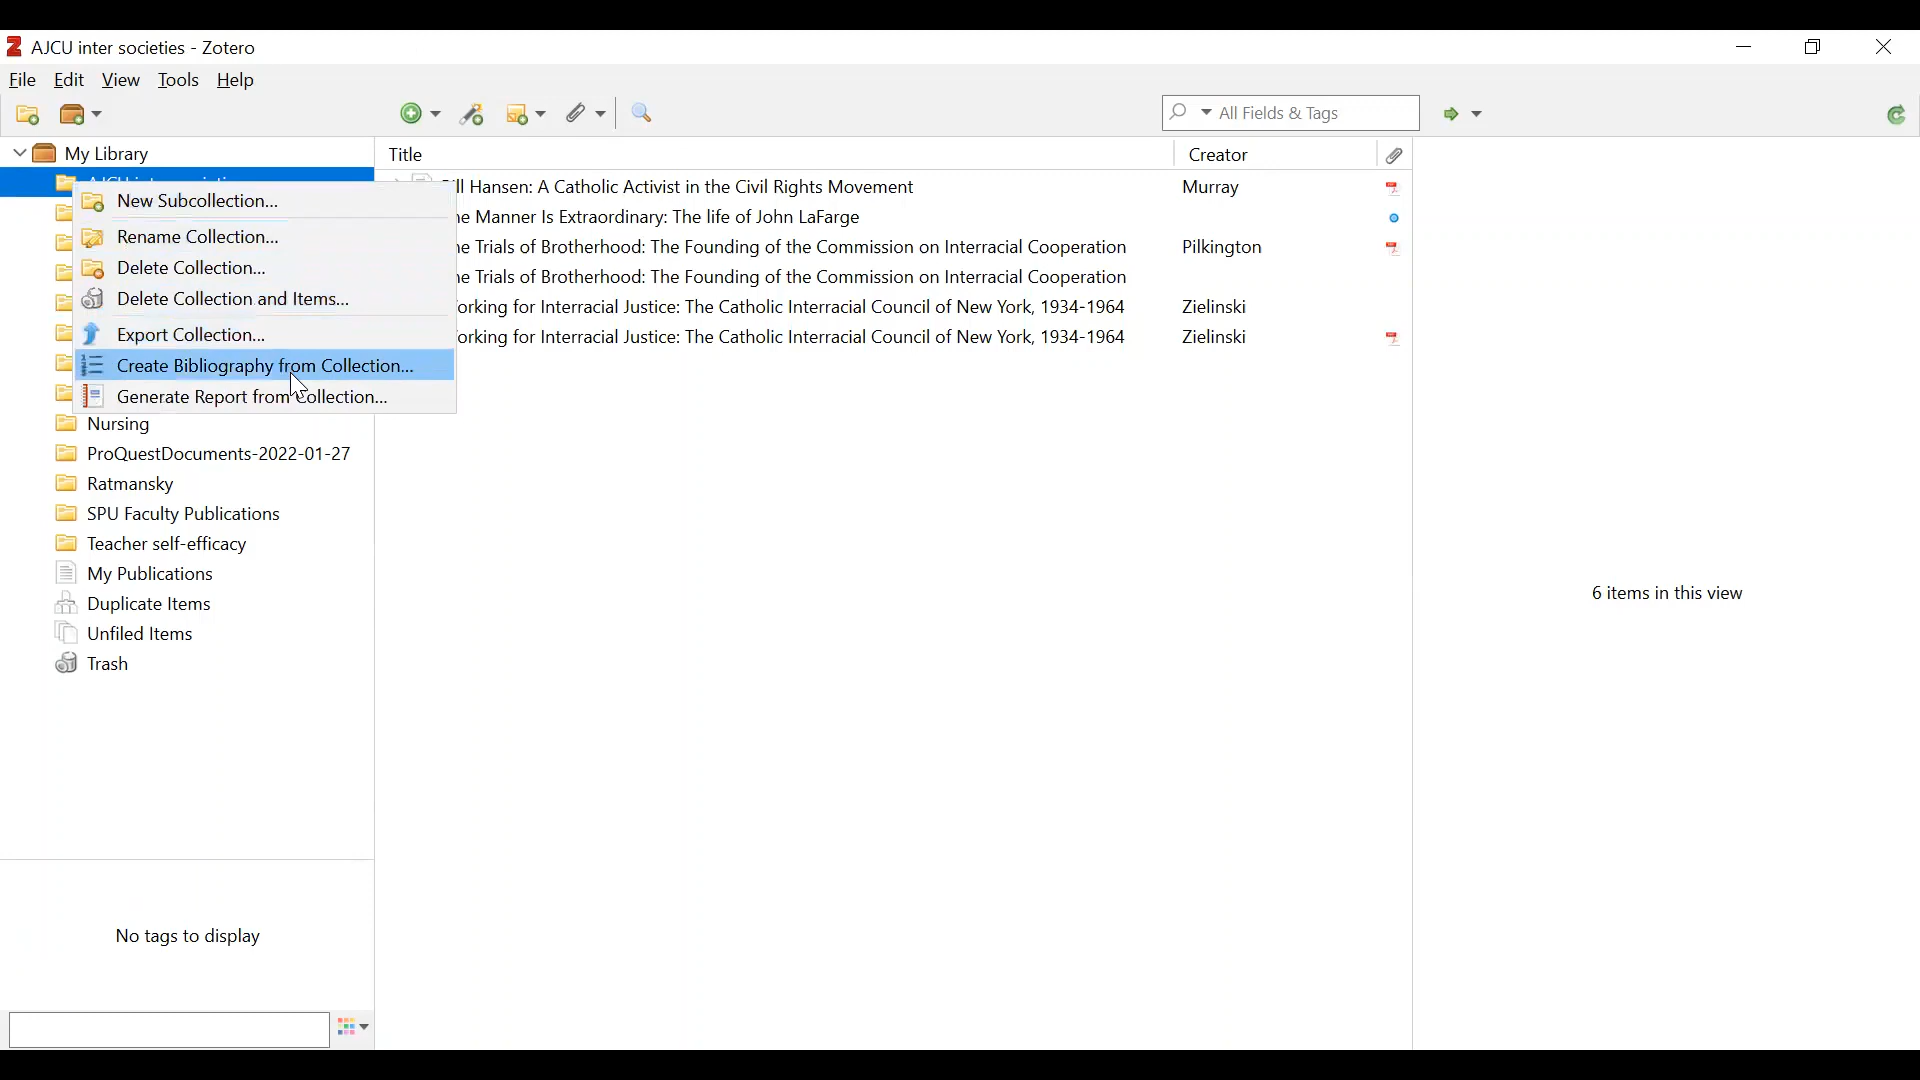 AJCU inter societies - Zotero
File Edit View Tools Help
All Fields & Tags
My Library
Title Creator
New Subcollection...
Rename Collection...
Delete Collection...
Delete Collection and Items...
Export Collection...
Create Bibliography from Collection...
Generate Report from Collection...
Nursing
ProQuestDocuments-2022-01-27
Ratmansky
SPU Faculty Publications
Teacher self-efficacy
My Publications
Duplicate Items
Unfiled Items
Trash
Hansen: A Catholic Activist in the Civil Rights Movement Murray
Manner Is Extraordinary: The life of John LaFarge
Trials of Brotherhood: The Founding of the Commission on Interracial Cooperation Pilkington
Trials of Brotherhood: The Founding of the Commission on Interracial Cooperation
orking for Interracial Justice: The Catholic Interracial Council of New York, 1934-1964 Zielinski
orking for Interracial Justice: The Catholic Interracial Council of New York, 1934-1964 Zielinski
6 items in this view
No tags to display